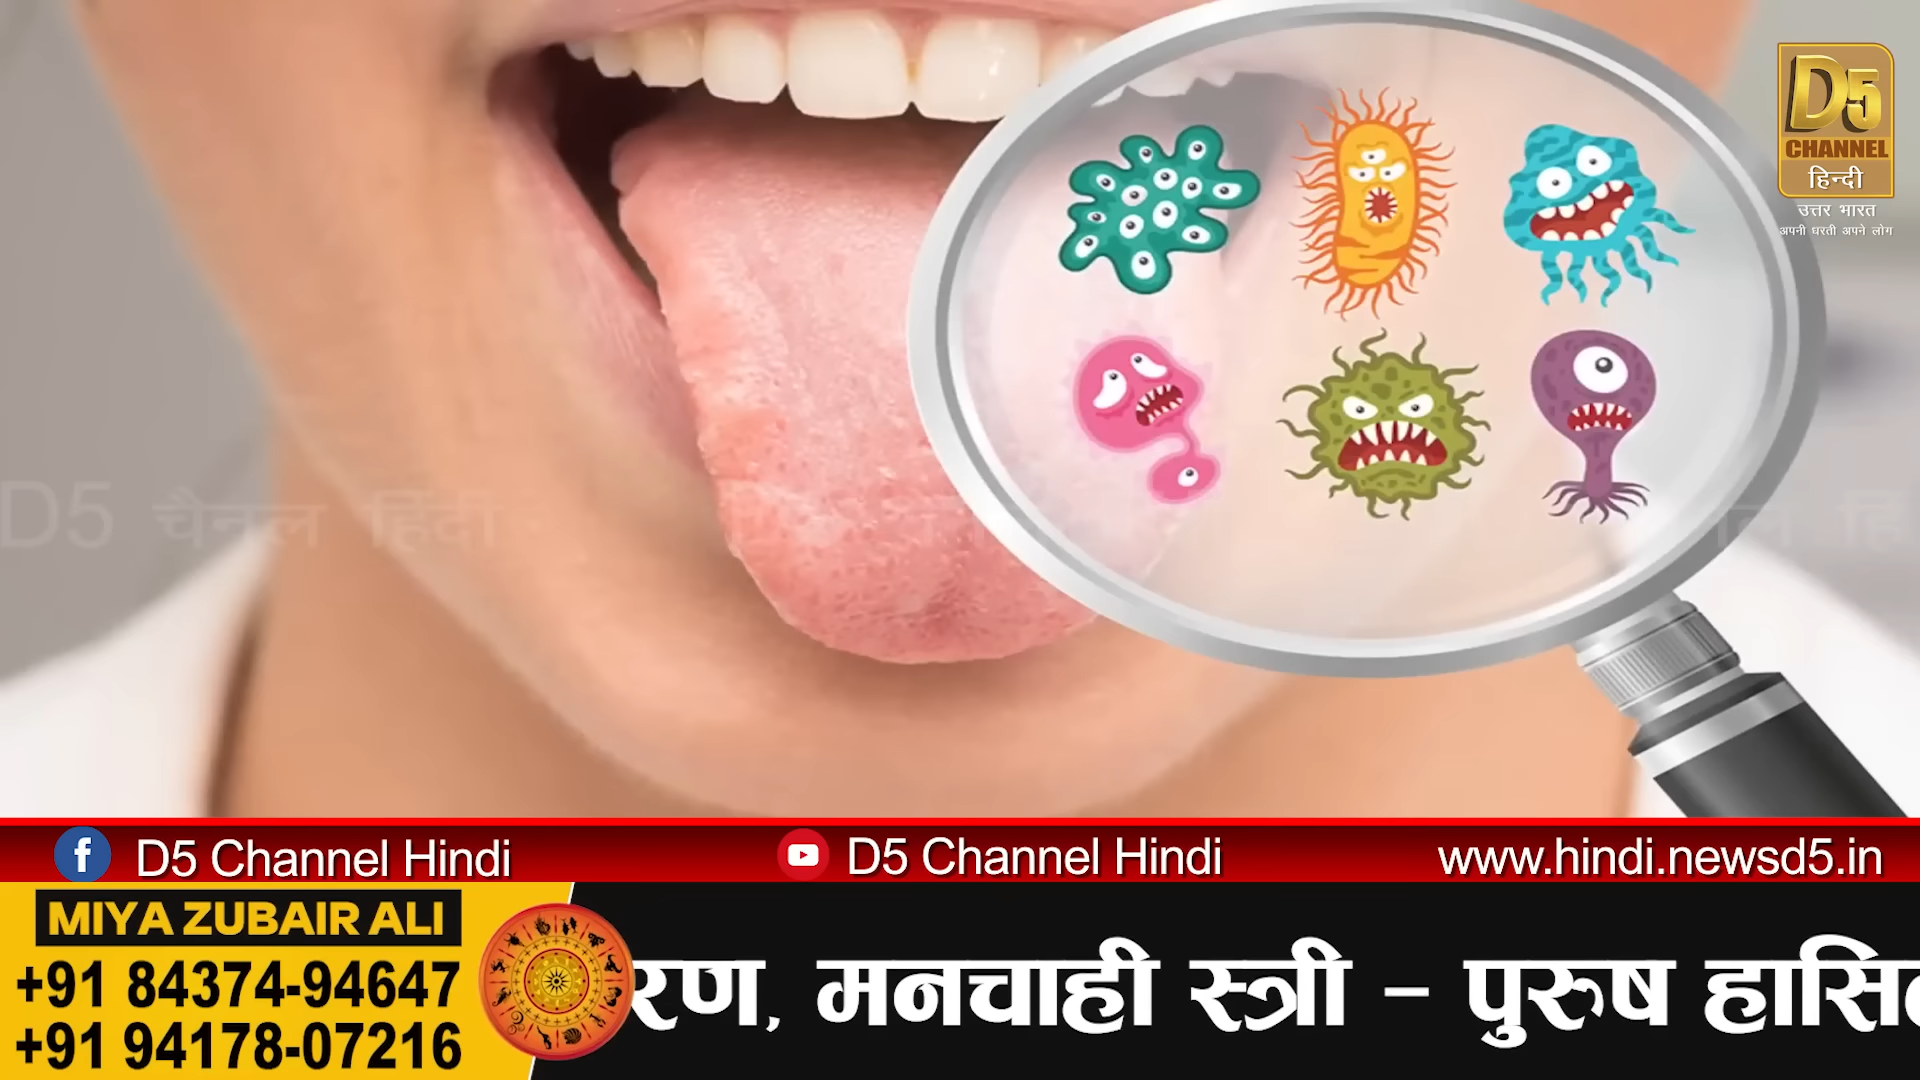 D5
CHANNEL
हिन्दी
उत्तर भारत
अपनी धरती अपने लोग
D5 चैनल हिंदी
D5 Channel Hindi
D5 Channel Hindi
www.hindi.newsd5.in
MIYA ZUBAIR ALI
+91 84374-94647
+91 94178-07216
रण, मनचाही स्त्री - पुरुष